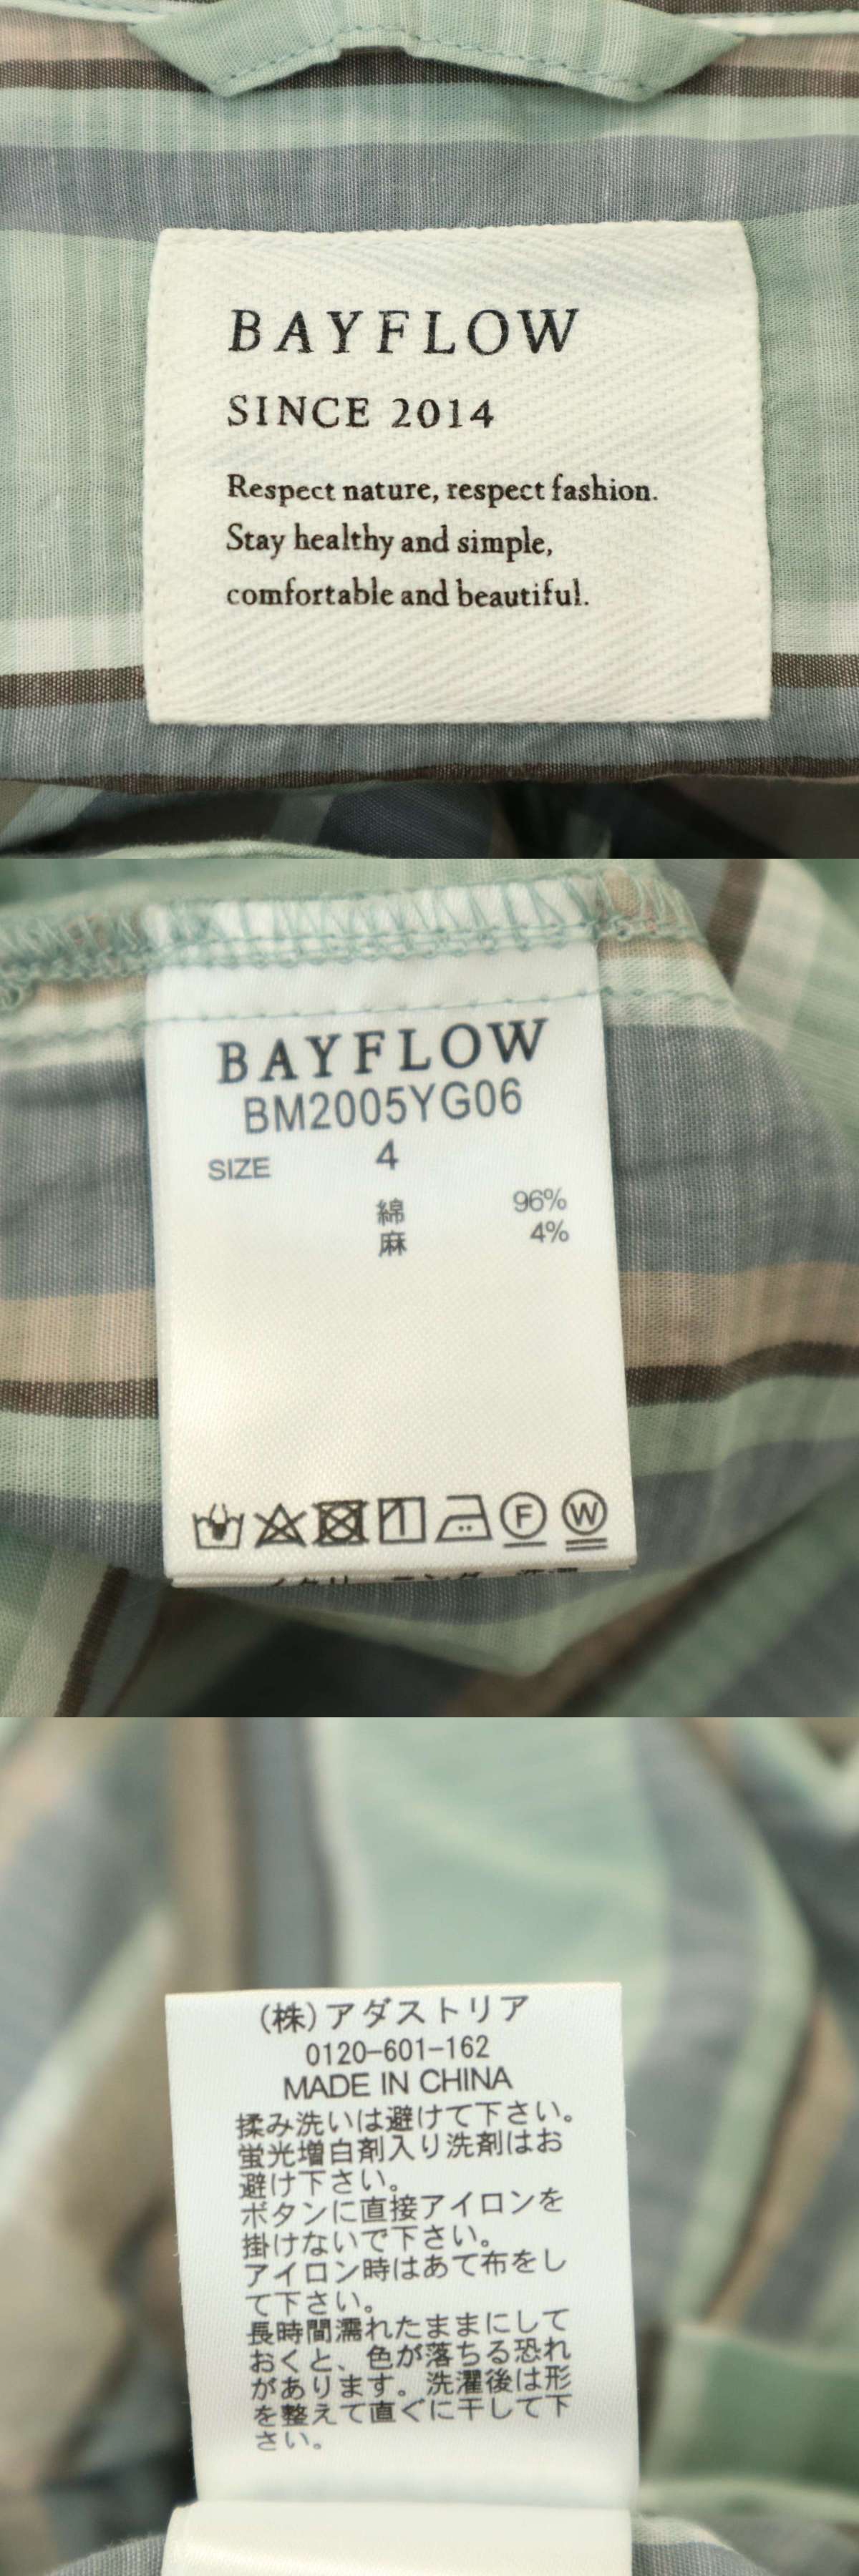 BAYFLOW
SINCE 2014
Respect nature, respect fashion.
Stay healthy and simple,
comfortable and beautiful.
BAYFLOW
BM2005YG06
SIZE 4
綿 96%
麻 4%
F W
(株)アダストリア
0120-601-162
MADE IN CHINA
揉み洗いは避けて下さい。
蛍光増白剤入り洗剤はお
避け下さい。
ボタンに直接アイロンを
掛けないで下さい。
アイロン時はあて布をし
て下さい。
長時間濡れたままにして
おくと、色が落ちる恐れ
があります。洗濯後は形
を整えて直ぐに干して下
さい。